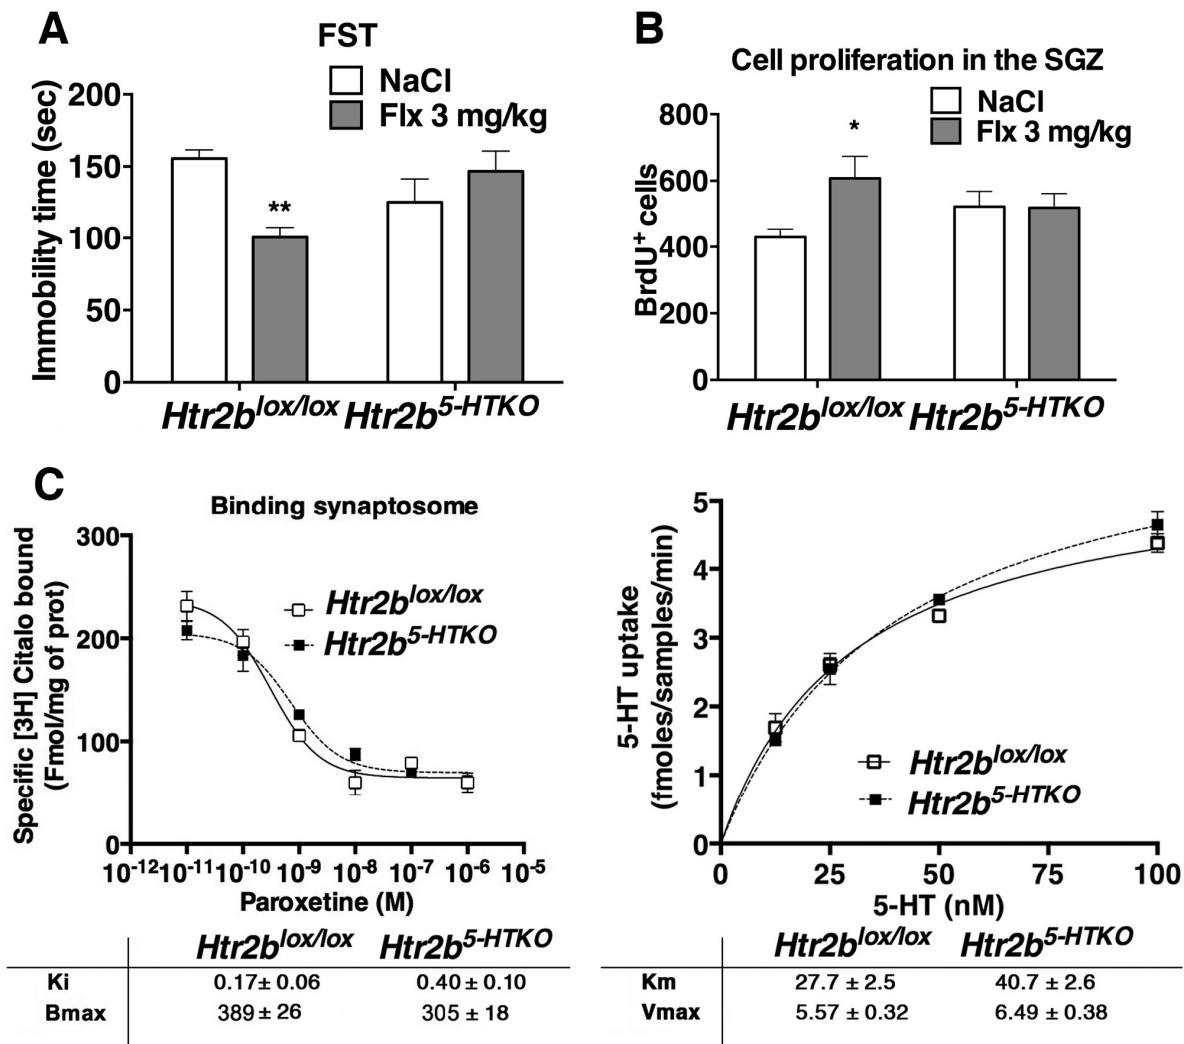 A
FST
NaCl
Flx 3 mg/kg
Immobility time (sec)
200
150
100
50
0
**
Htr2b^lox/lox Htr2b^5-HTKO
B
Cell proliferation in the SGZ
NaCl
Flx 3 mg/kg
BrdU^+ cells
800
600
400
200
0
*
Htr2b^lox/lox Htr2b^5-HTKO
C
Binding synaptosome
Specific [3H] Citalo bound
(Fmol/mg of prot)
300
200
100
0
Htr2b^lox/lox
Htr2b^5-HTKO
10^-12 10^-11 10^-10 10^-9 10^-8 10^-7 10^-6 10^-5
Paroxetine (M)
Htr2b^lox/lox Htr2b^5-HTKO
Ki 0.17± 0.06 0.40 ± 0.10
Bmax 389 ± 26 305 ± 18
5-HT uptake
(fmoles/samples/min)
5
4
3
2
1
0
Htr2b^lox/lox
Htr2b^5-HTKO
0 25 50 75 100
5-HT (nM)
Htr2b^lox/lox Htr2b^5-HTKO
Km 27.7 ± 2.5 40.7 ± 2.6
Vmax 5.57 ± 0.32 6.49 ± 0.38